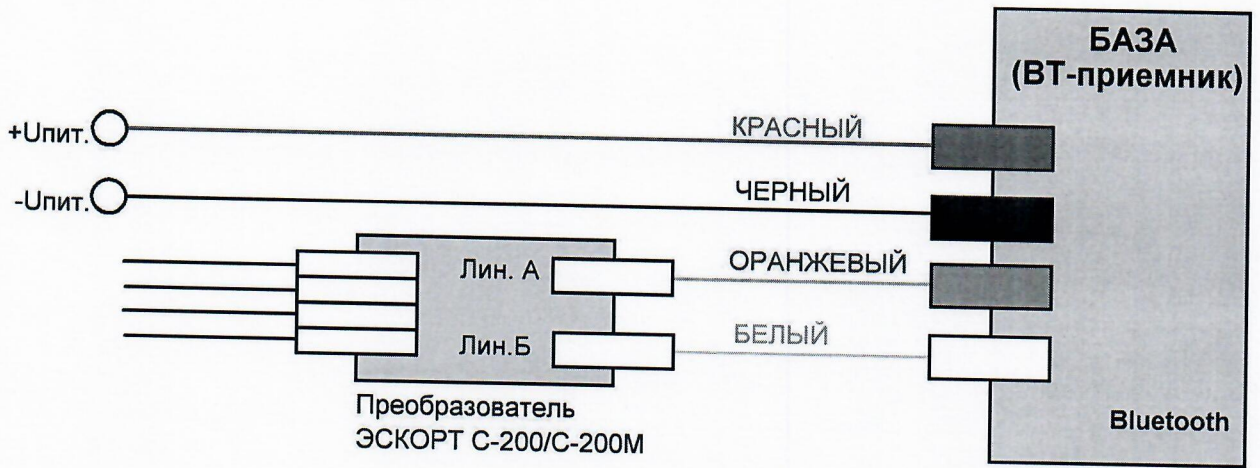 БАЗА
(ВТ-приемник)
+Uпит.
КРАСНЫЙ
-Uпит.
ЧЕРНЫЙ
Лин. А
ОРАНЖЕВЫЙ
Лин.Б
БЕЛЫЙ
Преобразователь
ЭСКОРТ С-200/С-200М
Bluetooth